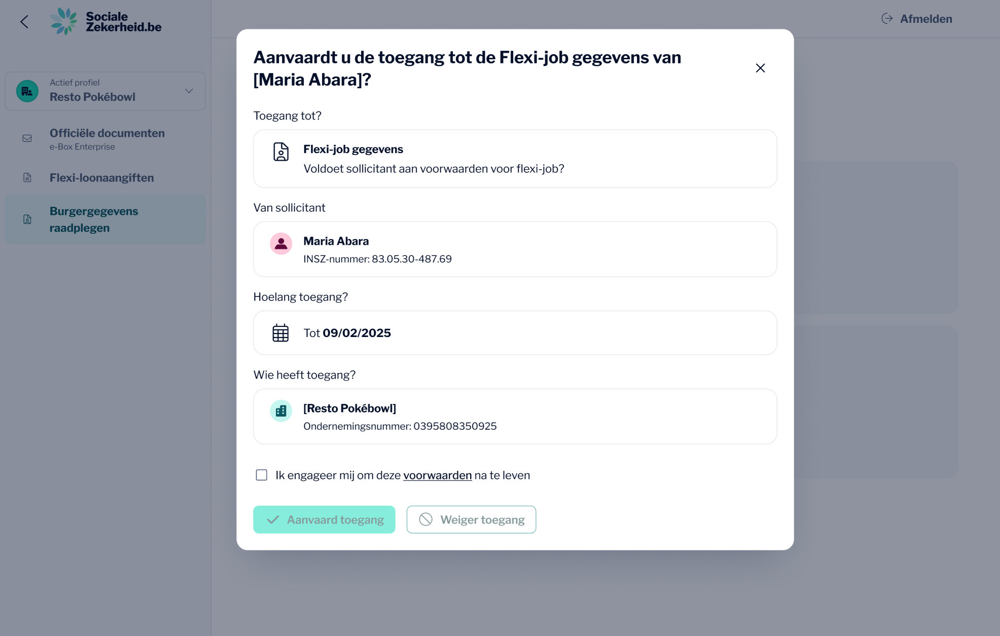 Sociale
Zekerheid.be
Afmelden
Actief profiel
Resto Pokébowl
Officiële documenten
e-Box Enterprise
Flexi-loonaangiften
Burgergegevens
raadplegen
Aanvaardt u de toegang tot de Flexi-job gegevens van
[Maria Abara]?
Toegang tot?
Flexi-job gegevens
Voldoet sollicitant aan voorwaarden voor flexi-job?
Van sollicitant
Maria Abara
INSZ-nummer: 83.05.30-487.69
Hoelang toegang?
Tot 09/02/2025
Wie heeft toegang?
[Resto Pokébowl]
Ondernemingsnummer: 0395808350925
Ik engageer mij om deze voorwaarden na te leven
Aanvaard toegang
Weiger toegang